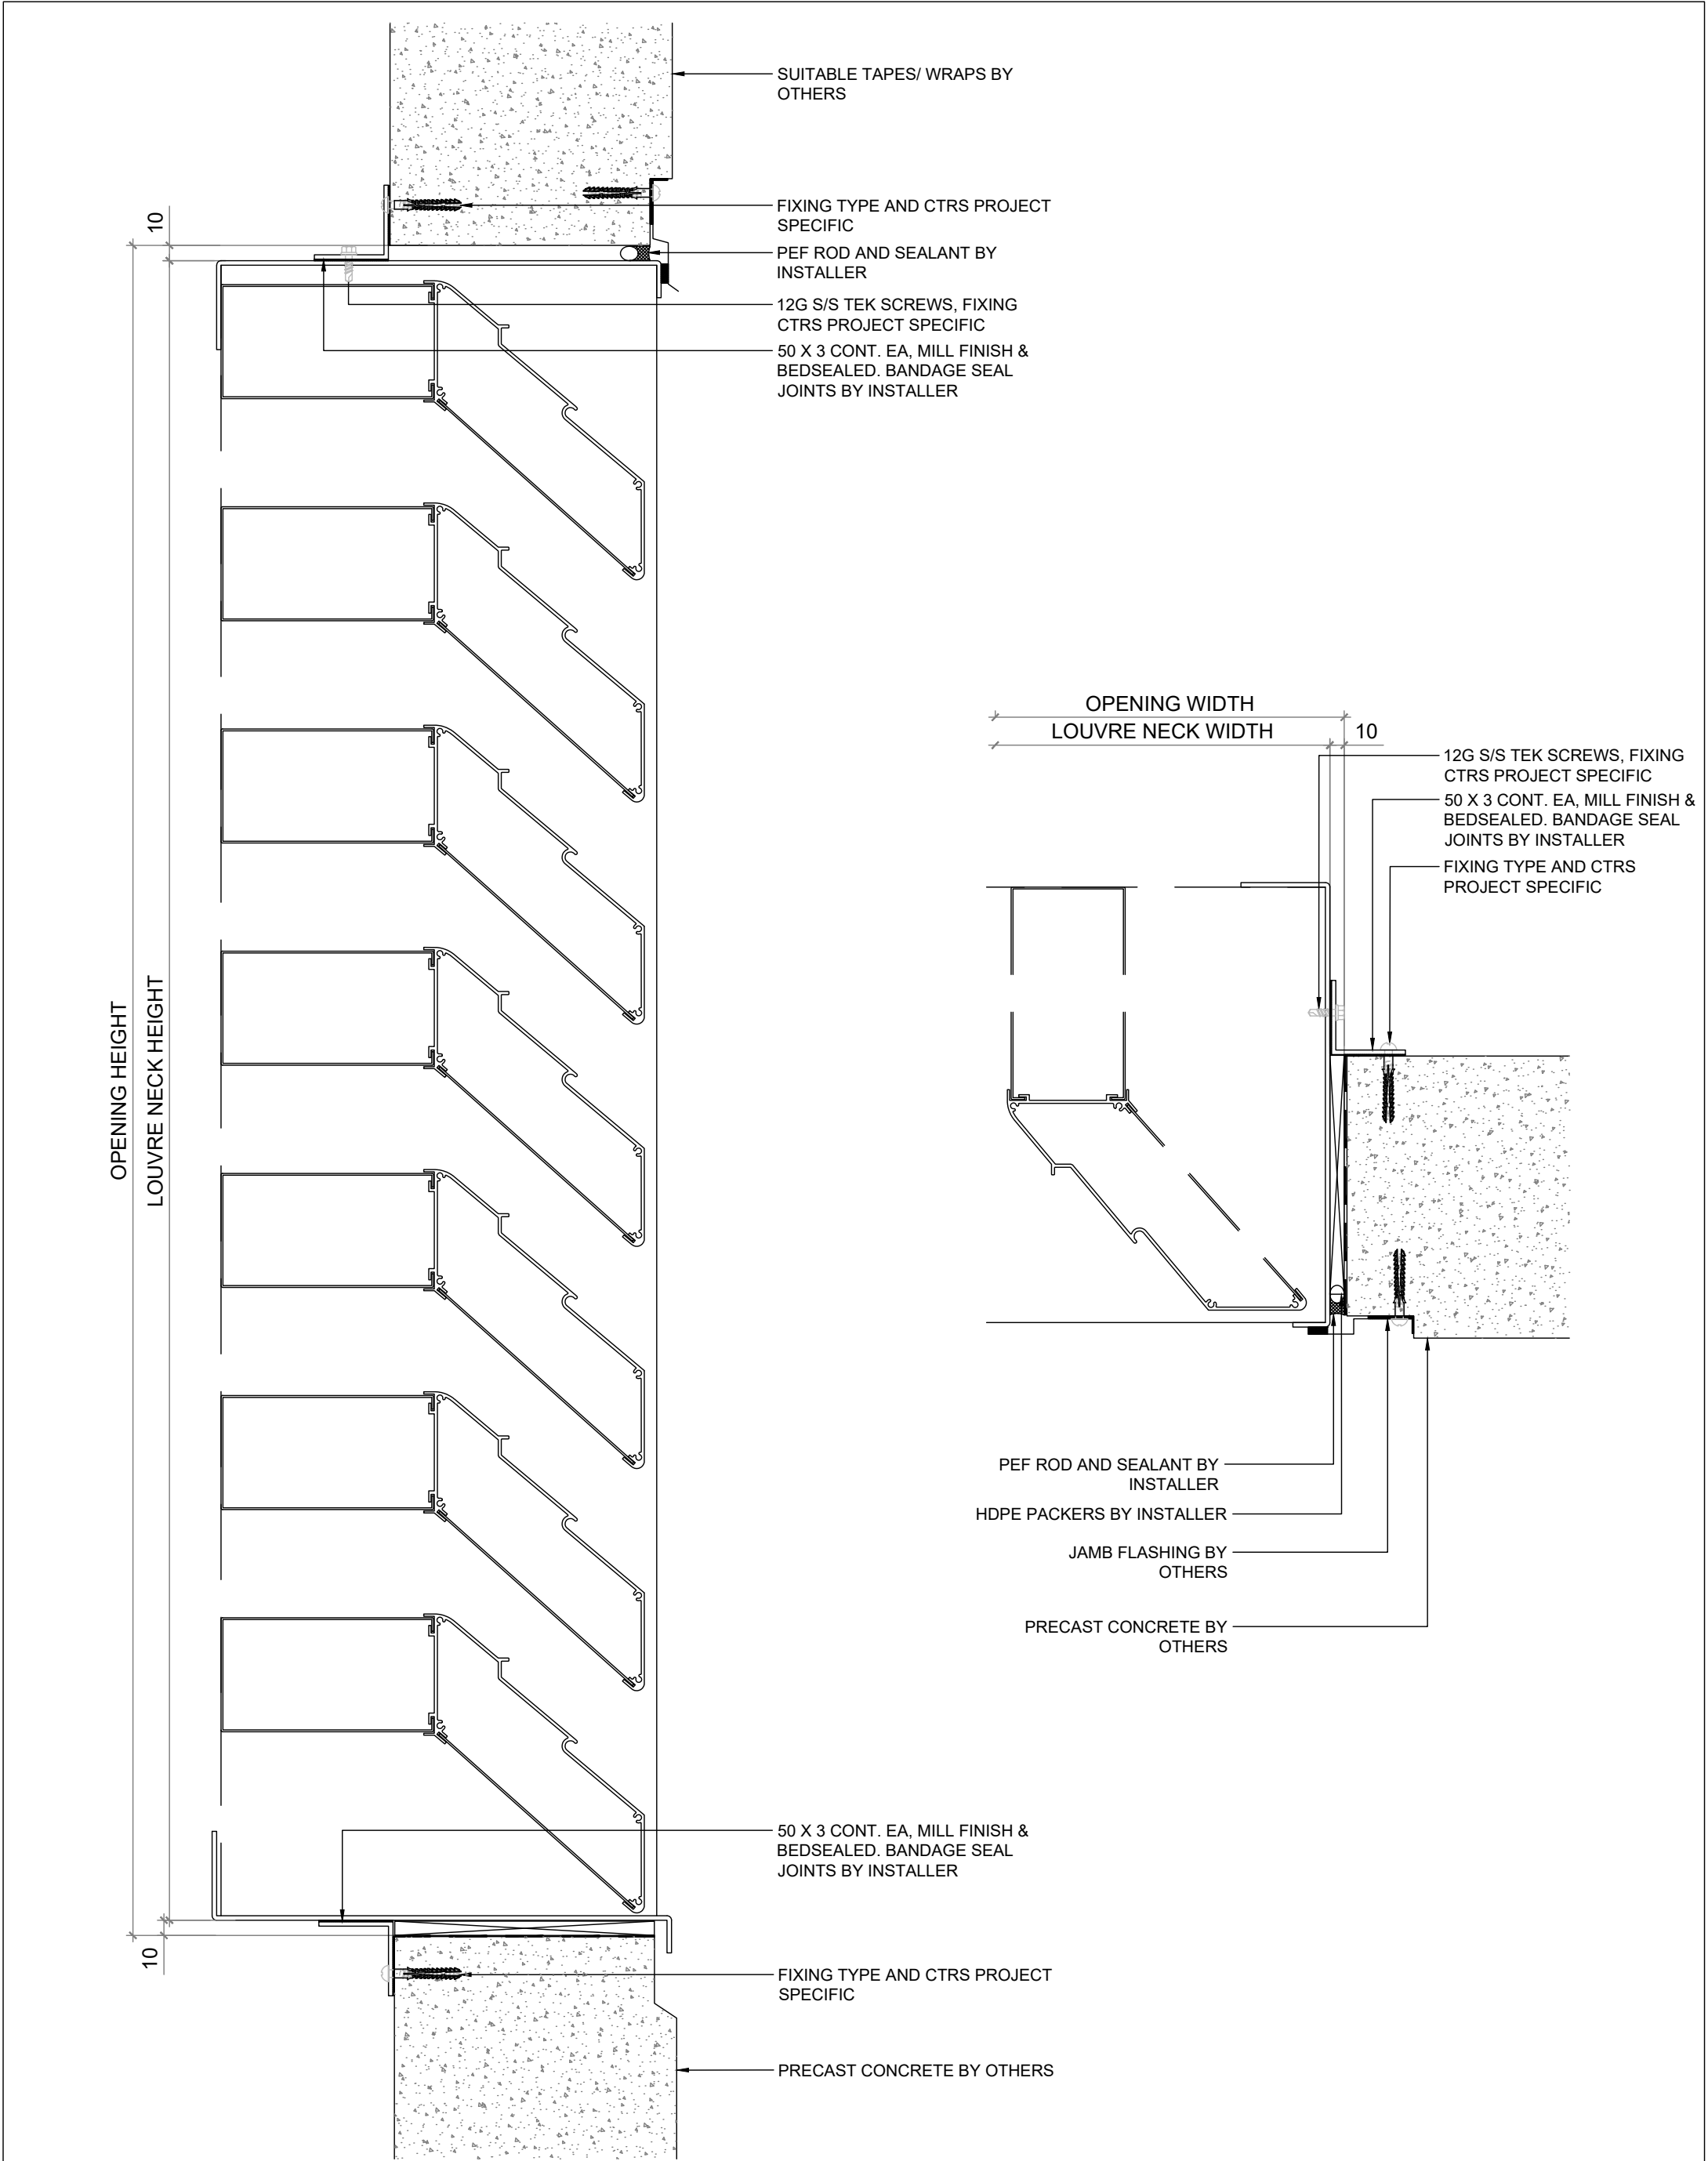 SUITABLE TAPES/ WRAPS BY
OTHERS
10
FIXING TYPE AND CTRS PROJECT
SPECIFIC
PEF ROD AND SEALANT BY
INSTALLER
12G S/S TEK SCREWS, FIXING
CTRS PROJECT SPECIFIC
50 X 3 CONT. EA, MILL FINISH &
BEDSEALED. BANDAGE SEAL
JOINTS BY INSTALLER
OPENING HEIGHT
LOUVRE NECK HEIGHT
50 X 3 CONT. EA, MILL FINISH &
BEDSEALED. BANDAGE SEAL
JOINTS BY INSTALLER
10
FIXING TYPE AND CTRS PROJECT
SPECIFIC
PRECAST CONCRETE BY OTHERS
OPENING WIDTH
LOUVRE NECK WIDTH
10
12G S/S TEK SCREWS, FIXING
CTRS PROJECT SPECIFIC
50 X 3 CONT. EA, MILL FINISH &
BEDSEALED. BANDAGE SEAL
JOINTS BY INSTALLER
FIXING TYPE AND CTRS
PROJECT SPECIFIC
PEF ROD AND SEALANT BY
INSTALLER
HDPE PACKERS BY INSTALLER
JAMB FLASHING BY
OTHERS
PRECAST CONCRETE BY
OTHERS